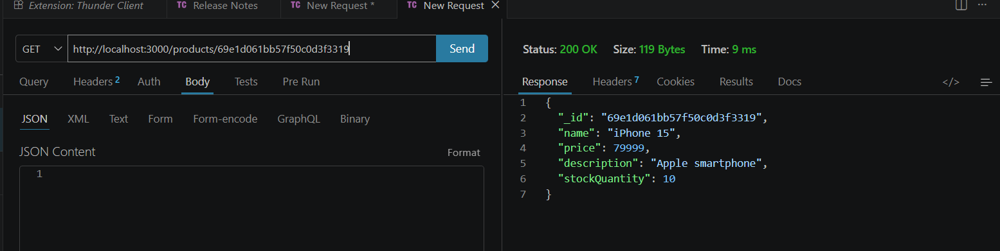 Extension: Thunder Client TC Release Notes TC New Request * TC New Request
GET http://localhost:3000/products/69e1d061bb57f50c0d3f3319 Send
Status: 200 OK Size: 119 Bytes Time: 9 ms
Query Headers 2 Auth Body Tests Pre Run
Response Headers 7 Cookies Results Docs </>
JSON XML Text Form Form-encode GraphQL Binary
JSON Content Format
1
1 {
2 "_id": "69e1d061bb57f50c0d3f3319",
3 "name": "iPhone 15",
4 "price": 79999,
5 "description": "Apple smartphone",
6 "stockQuantity": 10
7 }